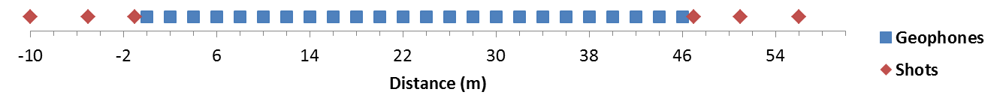 -10 -2 6 14 22 30 38 46 54
Distance (m)
Geophones
Shots